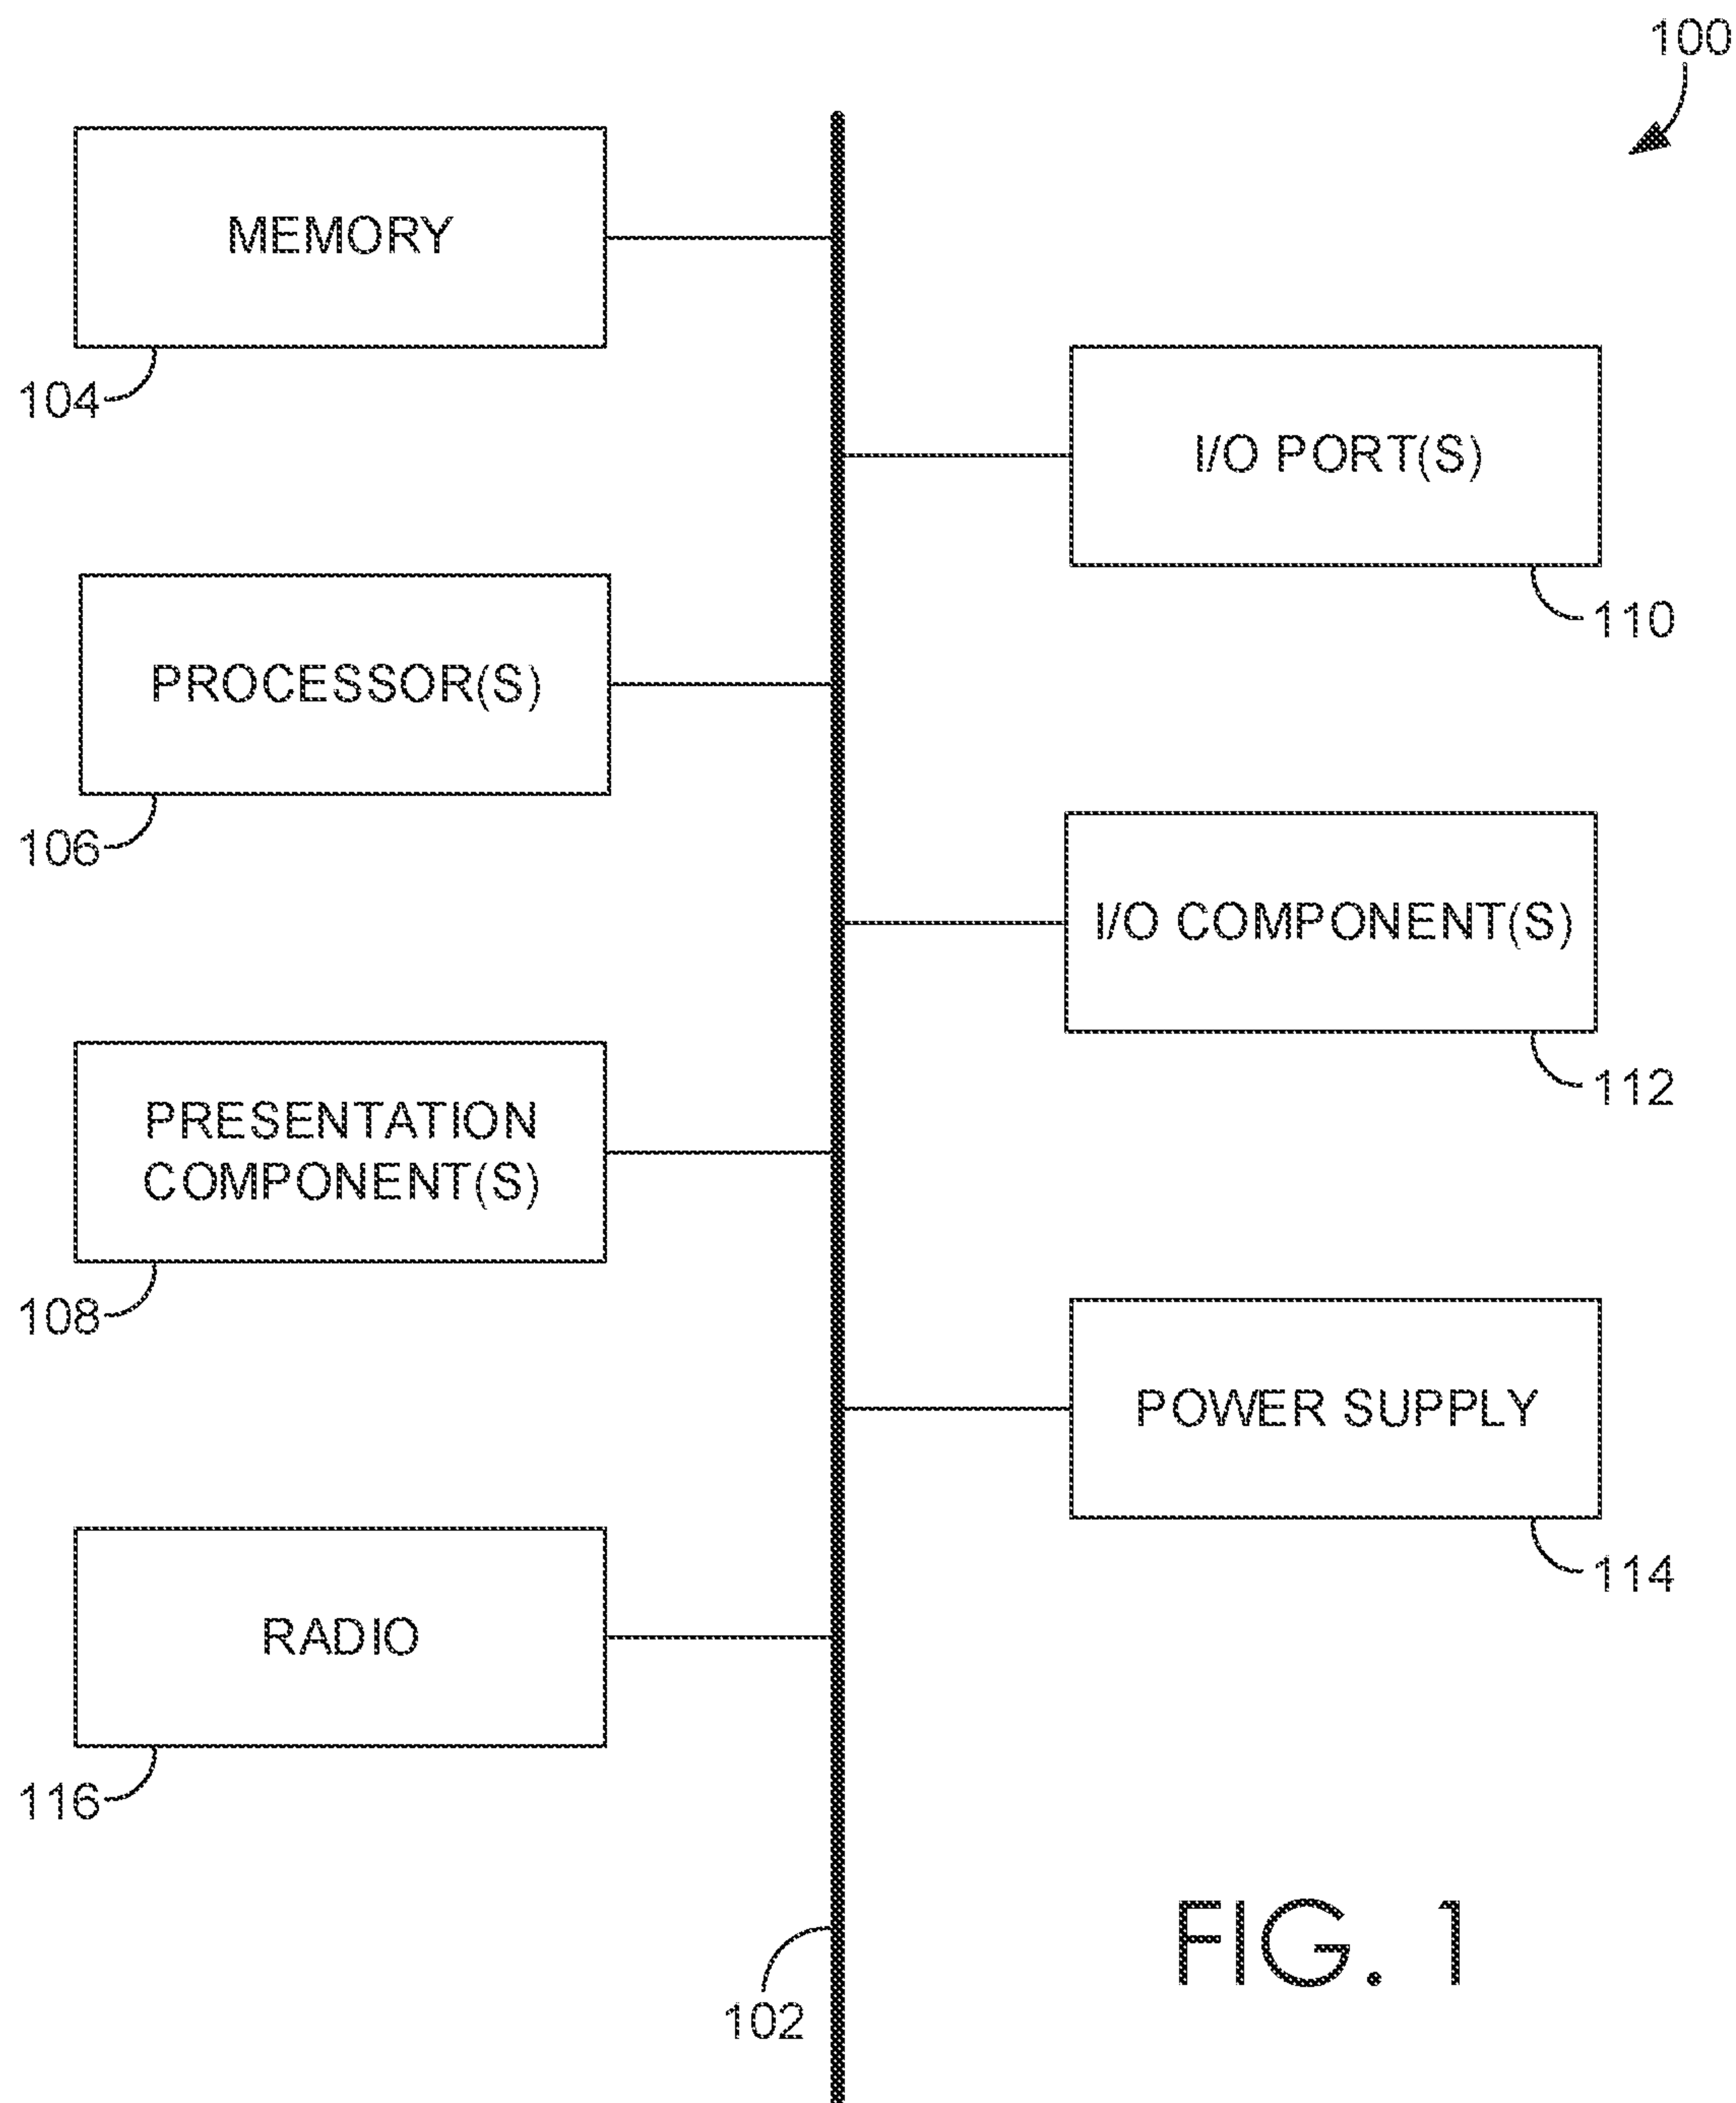 100
MEMORY
104
I/O PORT(S)
110
PROCESSOR(S)
106
I/O COMPONENT(S)
112
PRESENTATION
COMPONENT(S)
108
POWER SUPPLY
114
RADIO
116
102
FIG. 1